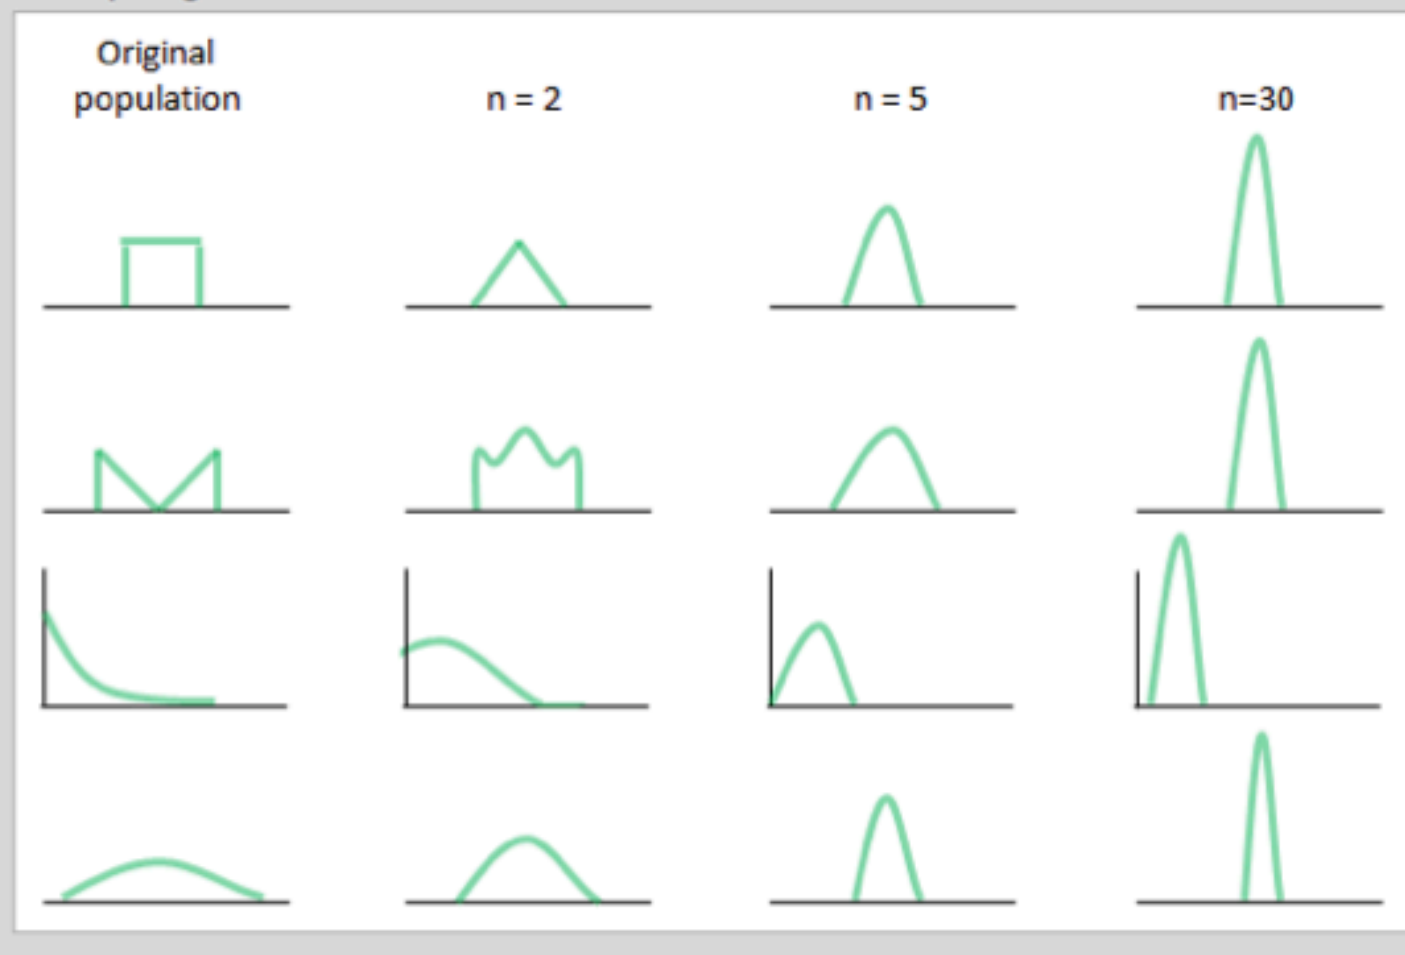 Original
population
n = 2
n = 5
n=30